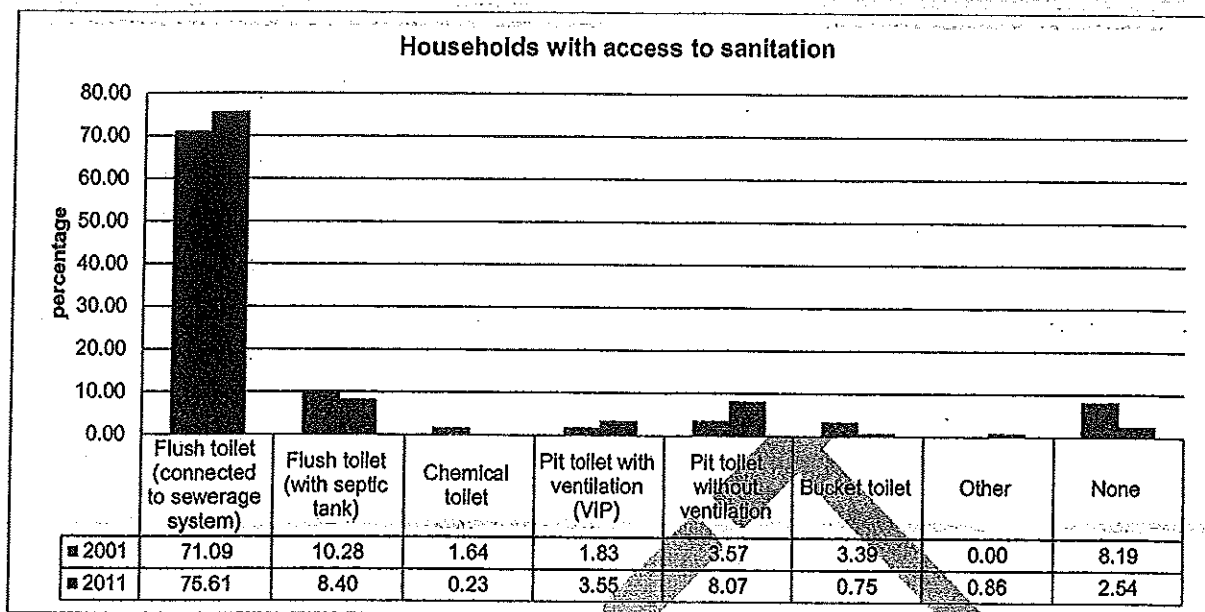 Households with access to sanitation
percentage
80.00
70.00
60.00
50.00
40.00
30.00
20.00
10.00
0.00
Flush toilet (connected to sewerage system)
Flush toilet (with septic tank)
Chemical toilet
Pit toilet with ventilation (VIP)
Pit toilet without ventilation
Bucket toilet
Other
None
2001 71.09 10.28 1.64 1.83 3.57 3.39 0.00 8.19
2011 75.61 8.40 0.23 3.55 8.07 0.75 0.86 2.54